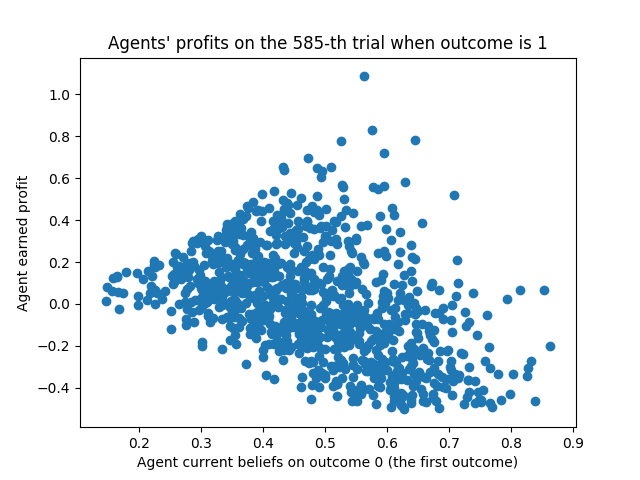 Agents' profits on the 585-th trial when outcome is 1
1.0
0.8
0.6
0.4
0.2
0.0
−0.2
−0.4
Agent earned profit
0.2 0.3 0.4 0.5 0.6 0.7 0.8 0.9
Agent current beliefs on outcome 0 (the first outcome)